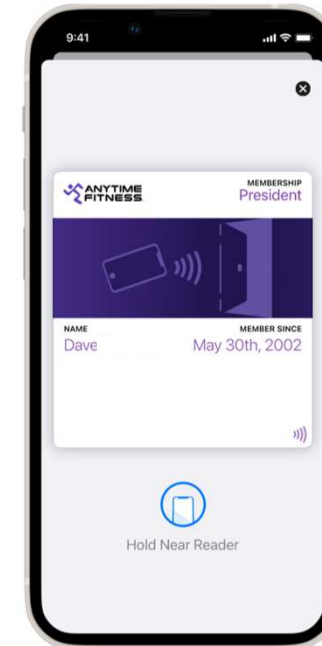 9:41
ANYTIME
FITNESS
MEMBERSHIP
President
NAME
Dave
MEMBER SINCE
May 30th, 2002
Hold Near Reader